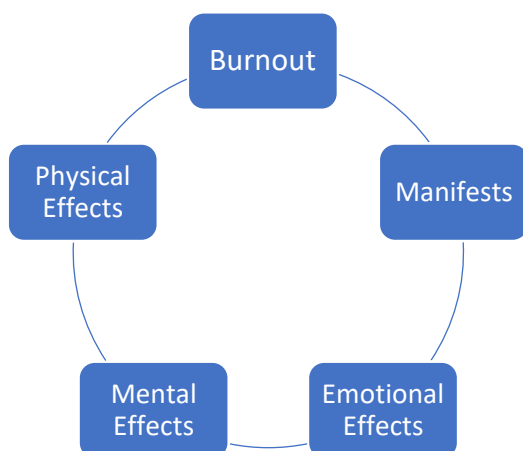 Burnout
Manifests
Emotional
Effects
Mental
Effects
Physical
Effects